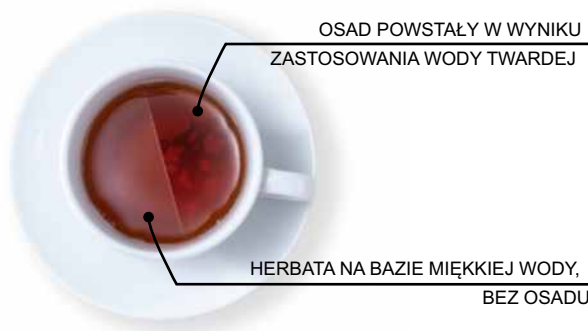 OSAD POWSTAŁY W WYNIKU
ZASTOSOWANIA WODY TWARDEJ
HERBATA NA BAZIE MIĘKKIEJ WODY,
BEZ OSADU